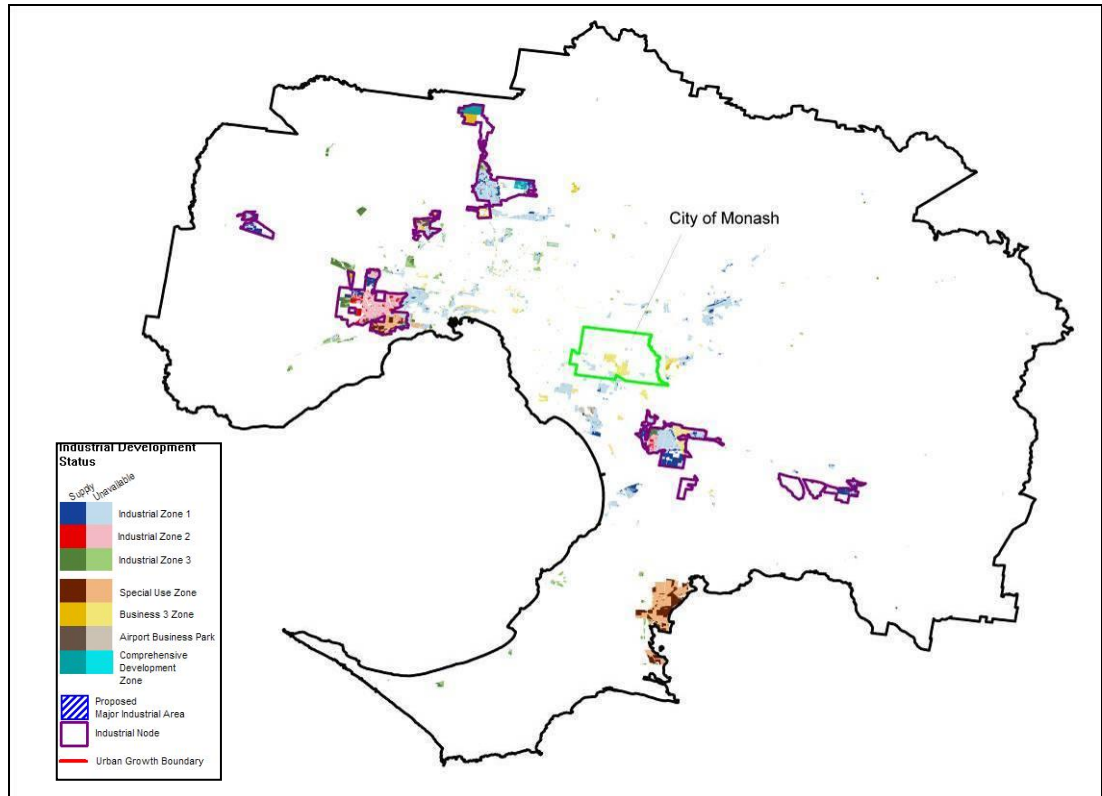 City of Monash
Industrial Development
Status
Supply
Unavailable
Industrial Zone 1
Industrial Zone 2
Industrial Zone 3
Special Use Zone
Business 3 Zone
Airport Business Park
Comprehensive
Development
Zone
Proposed
Major Industrial Area
Industrial Node
Urban Growth Boundary